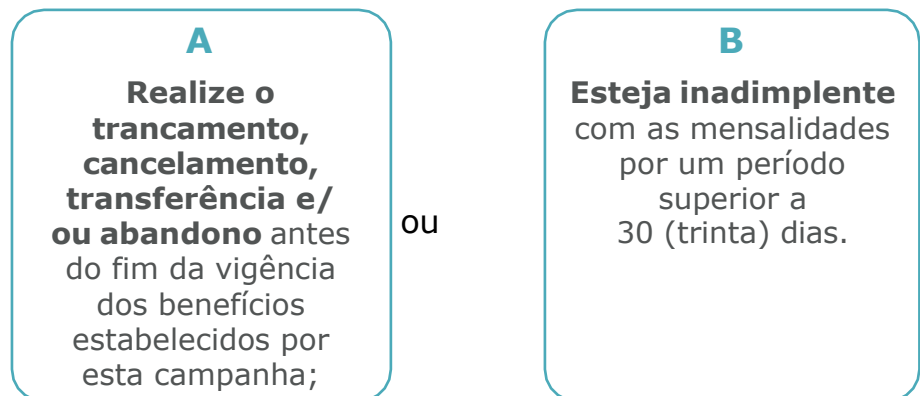 A
Realize o
trancamento,
cancelamento,
transferência e/
ou abandono antes
do fim da vigência
dos benefícios
estabelecidos por
esta campanha;
ou
B
Esteja inadimplente
com as mensalidades
por um período
superior a
30 (trinta) dias.